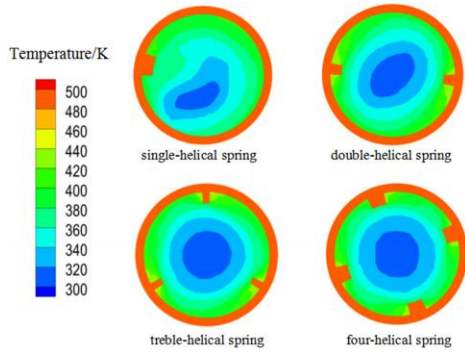 Temperature/K
500
480
460
440
420
400
380
360
340
320
300
single-helical spring
double-helical spring
treble-helical spring
four-helical spring